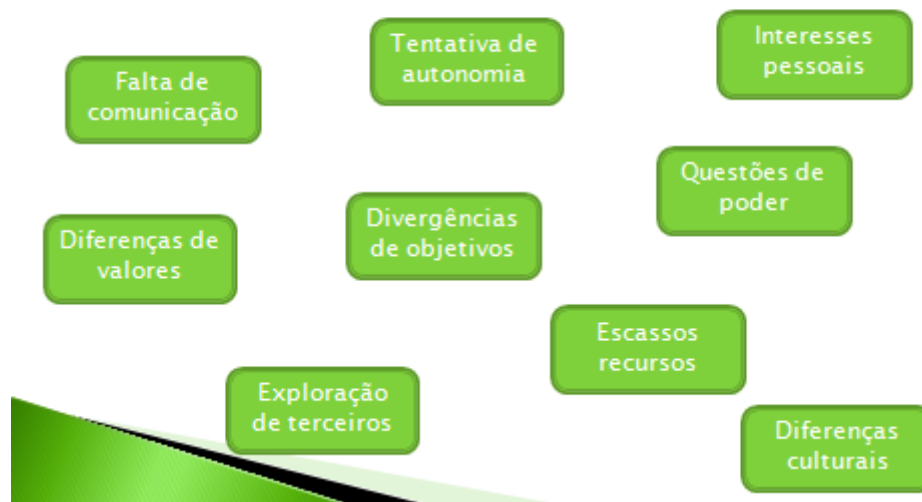 Falta de
comunicação
Tentativa de
autonomia
Interesses
pessoais
Diferenças de
valores
Divergências
de objetivos
Questões de
poder
Exploração
de terceiros
Escassos
recursos
Diferenças
culturais